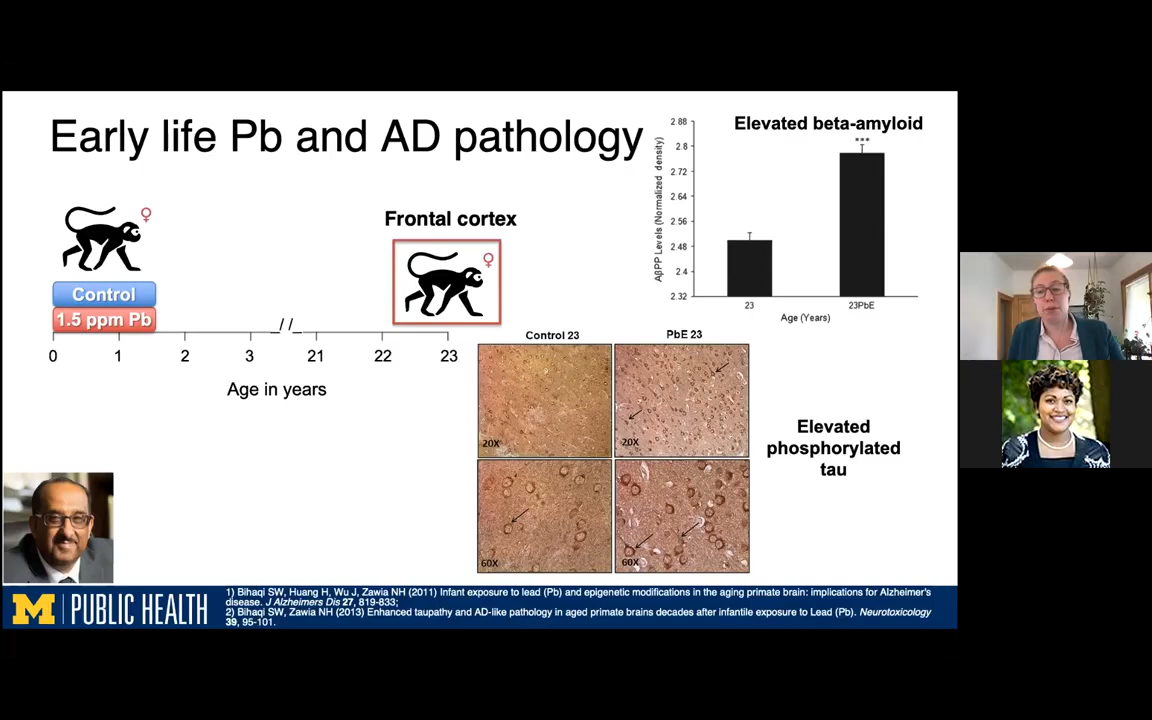 Early life Pb and AD pathology
♀
Control
1.5 ppm Pb
0 1 2 3 _//_ 21 22 23
Age in years
Frontal cortex
♀
Elevated beta-amyloid
AβPP Levels (Normalized density)
2.88
2.8
2.72
2.64
2.56
2.48
2.4
2.32
***
23 23PbE
Age (Years)
Control 23 PbE 23
20X 20X
60X 60X
Elevated
phosphorylated
tau
M PUBLIC HEALTH
1) Bihaqi SW, Huang H, Wu J, Zawia NH (2011) Infant exposure to lead (Pb) and epigenetic modifications in the aging primate brain: implications for Alzheimer's
disease. J Alzheimers Dis 27, 819-833;
2) Bihaqi SW, Zawia NH (2013) Enhanced taupathy and AD-like pathology in aged primate brains decades after infantile exposure to Lead (Pb). Neurotoxicology
39, 95-101.